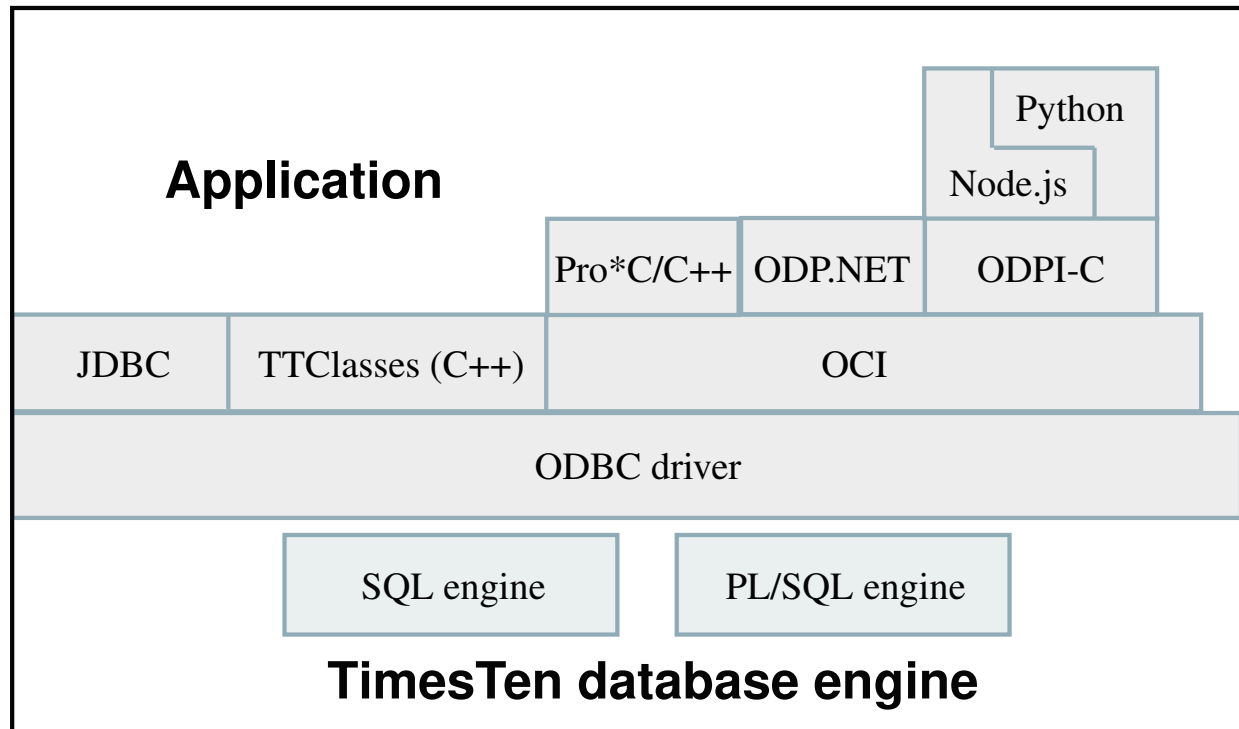 Python
Application
Node.js
Pro*C/C++
ODP.NET
ODPI-C
JDBC
TTClasses (C++)
OCI
ODBC driver
SQL engine
PL/SQL engine
TimesTen database engine